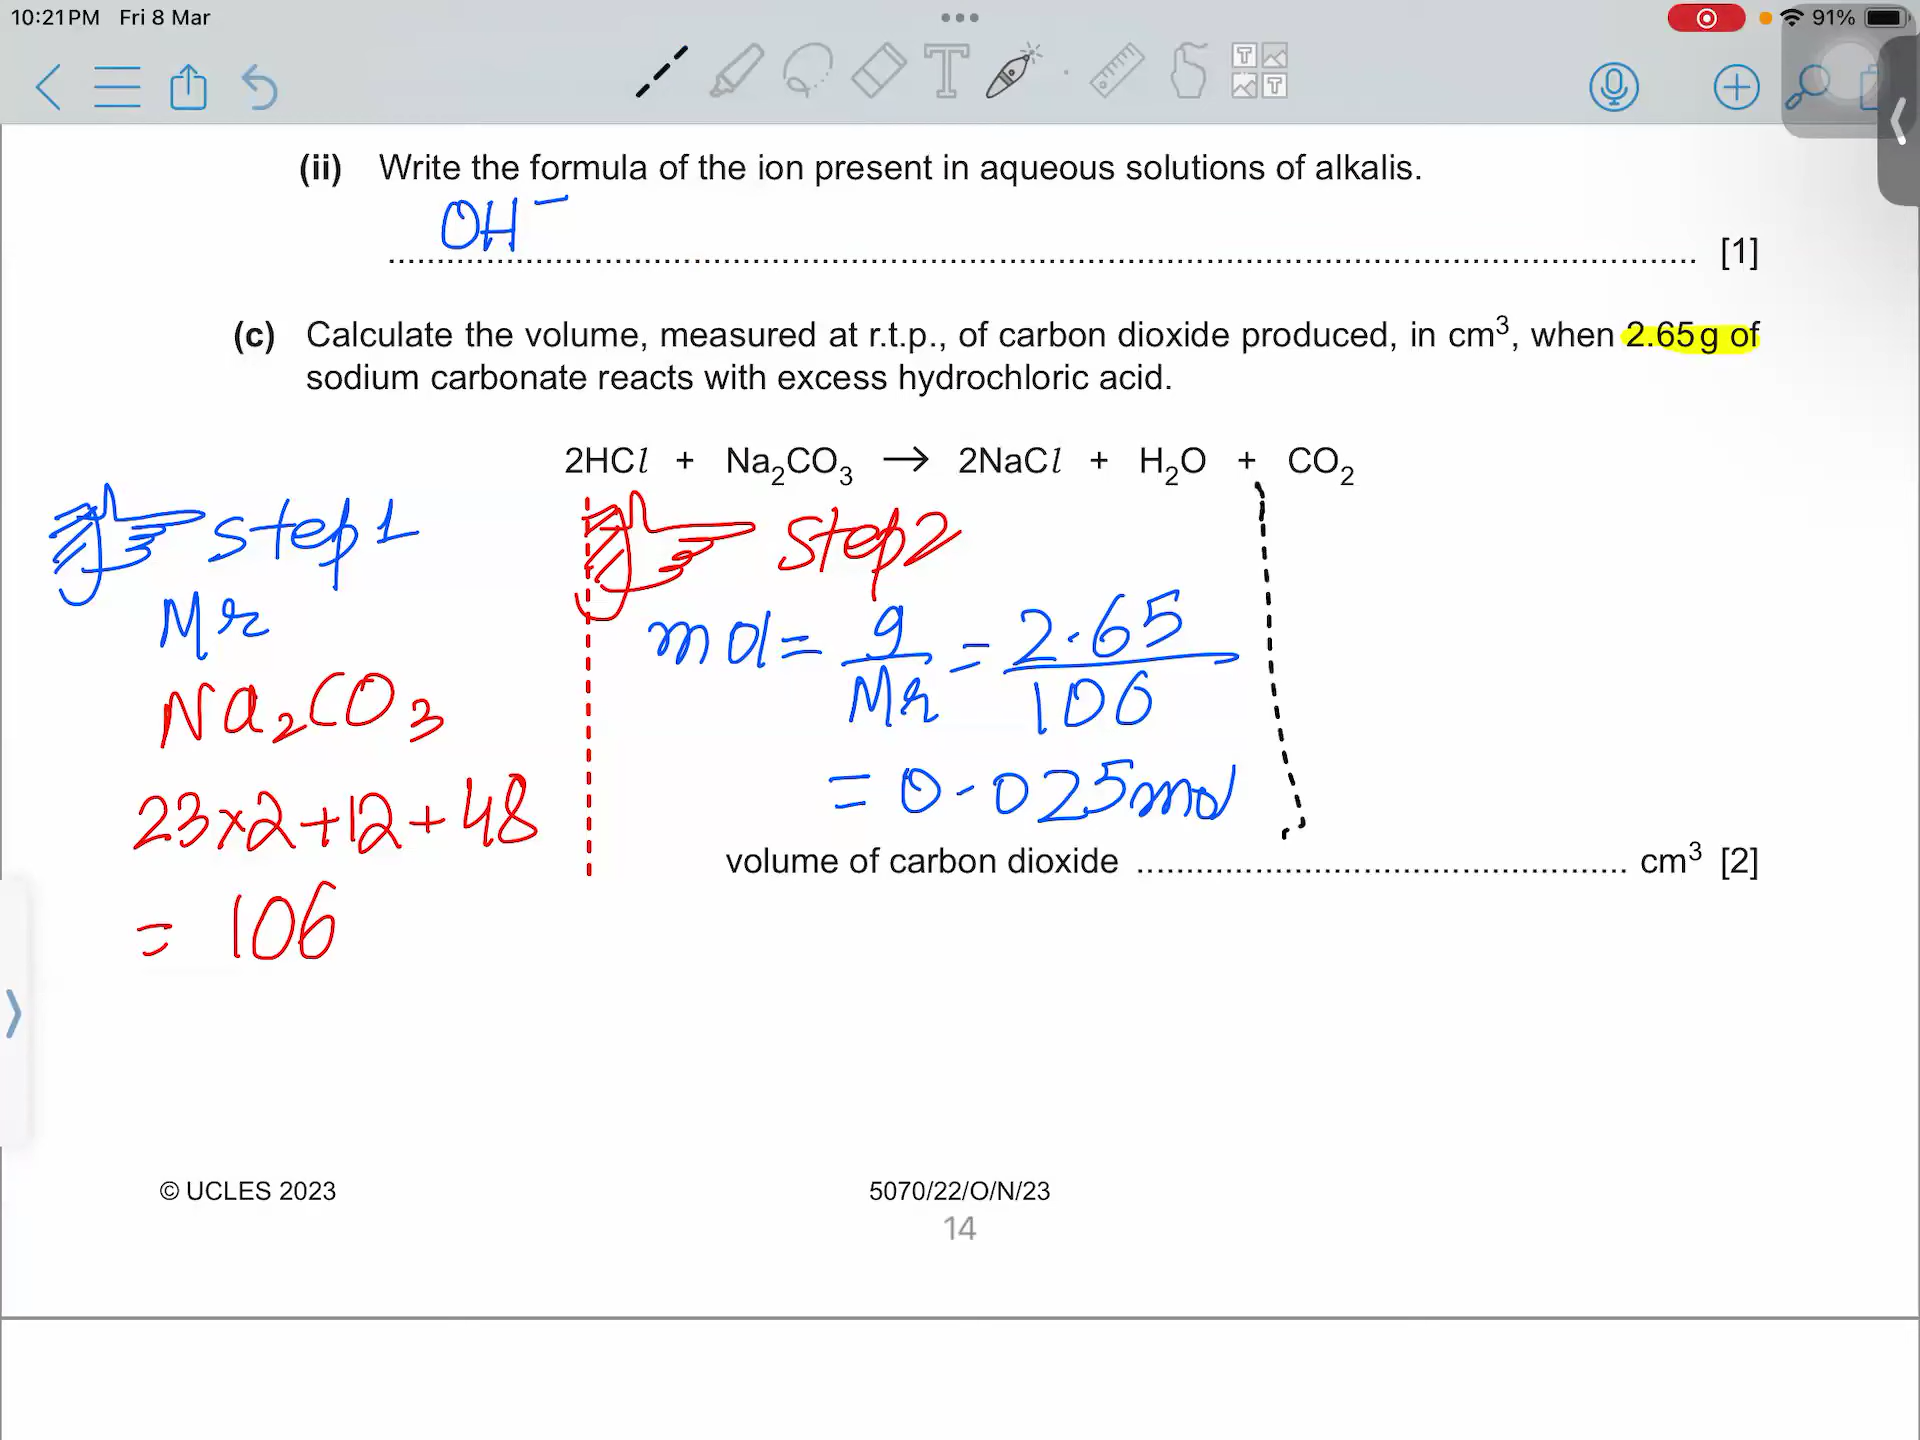 10:21 PM Fri 8 Mar
91%
(ii) Write the formula of the ion present in aqueous solutions of alkalis.
OH⁻
[1]
(c) Calculate the volume, measured at r.t.p., of carbon dioxide produced, in cm³, when 2.65 g of
sodium carbonate reacts with excess hydrochloric acid.
2HCl + Na₂CO₃ → 2NaCl + H₂O + CO₂
Step 1
Mr
Na₂CO₃
23×2+12+48
= 106
Step 2
mol = g/Mr = 2.65/106
= 0.025 mol
volume of carbon dioxide ............................................... cm³ [2]
© UCLES 2023
5070/22/O/N/23
14